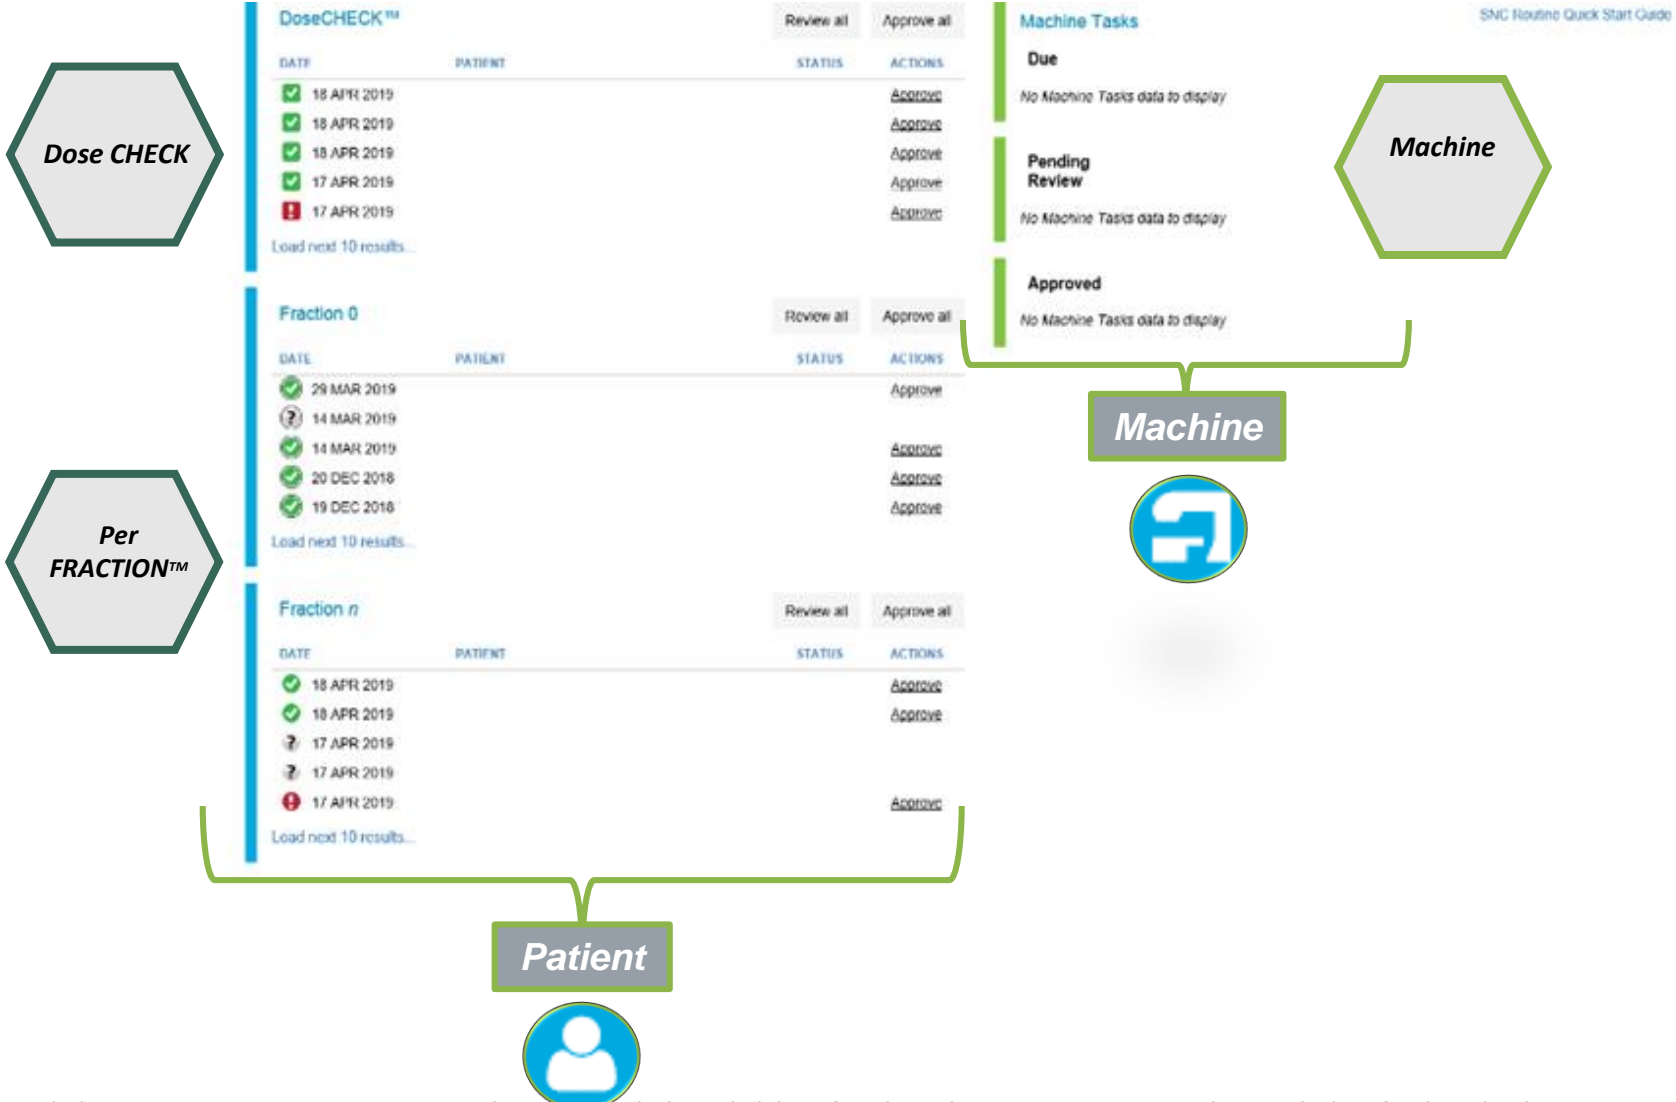 DoseCHECK™
Review all
Approve all
DATE
PATIENT
STATUS
ACTIONS
18 APR 2019
Approve
18 APR 2019
Approve
18 APR 2019
Approve
17 APR 2019
Approve
17 APR 2019
Approve
Load next 10 results...
Dose CHECK
Fraction 0
Review all
Approve all
DATE
PATIENT
STATUS
ACTIONS
29 MAR 2019
Approve
14 MAR 2019
14 MAR 2019
Approve
20 DEC 2018
Approve
19 DEC 2018
Approve
Load next 10 results...
Per
FRACTION™
Fraction n
Review all
Approve all
DATE
PATIENT
STATUS
ACTIONS
18 APR 2019
Approve
18 APR 2019
Approve
17 APR 2019
17 APR 2019
17 APR 2019
Approve
Load next 10 results...
Patient
Machine Tasks
SNC Routine Quick Start Guide
Due
No Machine Tasks data to display
Pending
Review
No Machine Tasks data to display
Approved
No Machine Tasks data to display
Machine
Machine